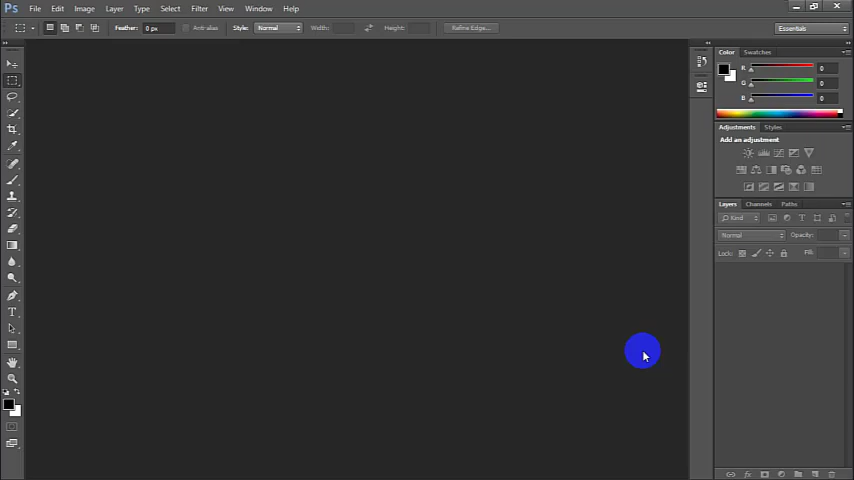 Ps File Edit Image Layer Type Select Filter View Window Help
Feather: 0 px Anti-alias Style: Normal Width: Height: Refine Edge... Essentials
Color Swatches
R 0
G 0
B 0
Adjustments Styles
Add an adjustment
Layers Channels Paths
Kind T
Normal Opacity:
Lock: Fill:
T
fx